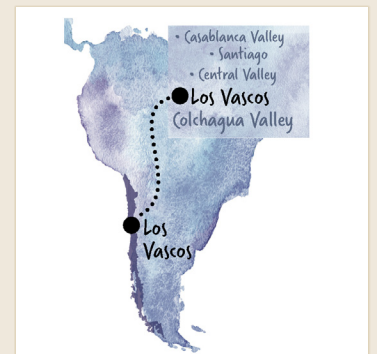 • Casablanca Valley
• Santiago
• Central Valley
Los Vascos
Colchagua Valley
Los
Vascos